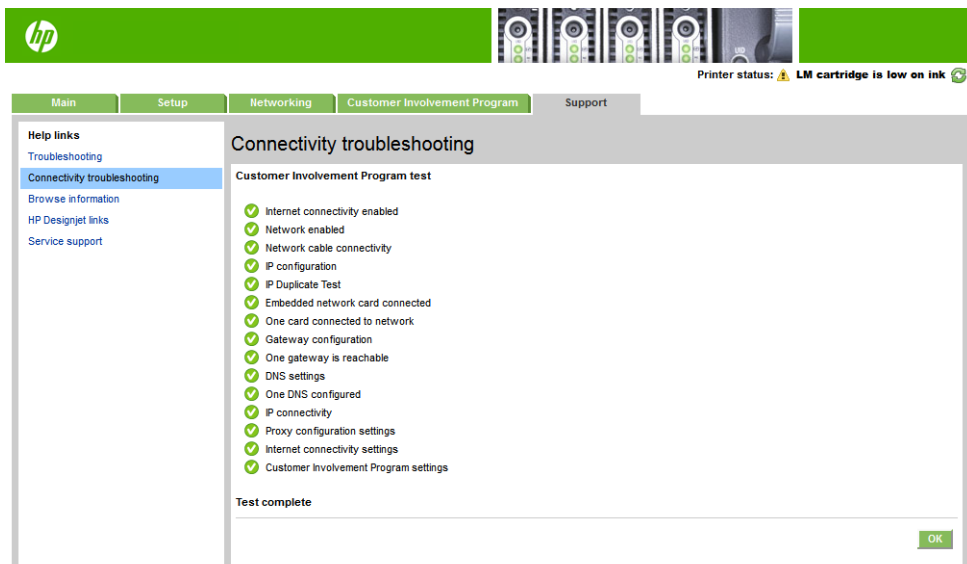 hp
UID
Printer status: LM cartridge is low on ink
Main Setup Networking Customer Involvement Program Support
Help links
Troubleshooting
Connectivity troubleshooting
Browse information
HP Designjet links
Service support
Connectivity troubleshooting
Customer Involvement Program test
Internet connectivity enabled
Network enabled
Network cable connectivity
IP configuration
IP Duplicate Test
Embedded network card connected
One card connected to network
Gateway configuration
One gateway is reachable
DNS settings
One DNS configured
IP connectivity
Proxy configuration settings
Internet connectivity settings
Customer Involvement Program settings
Test complete
OK